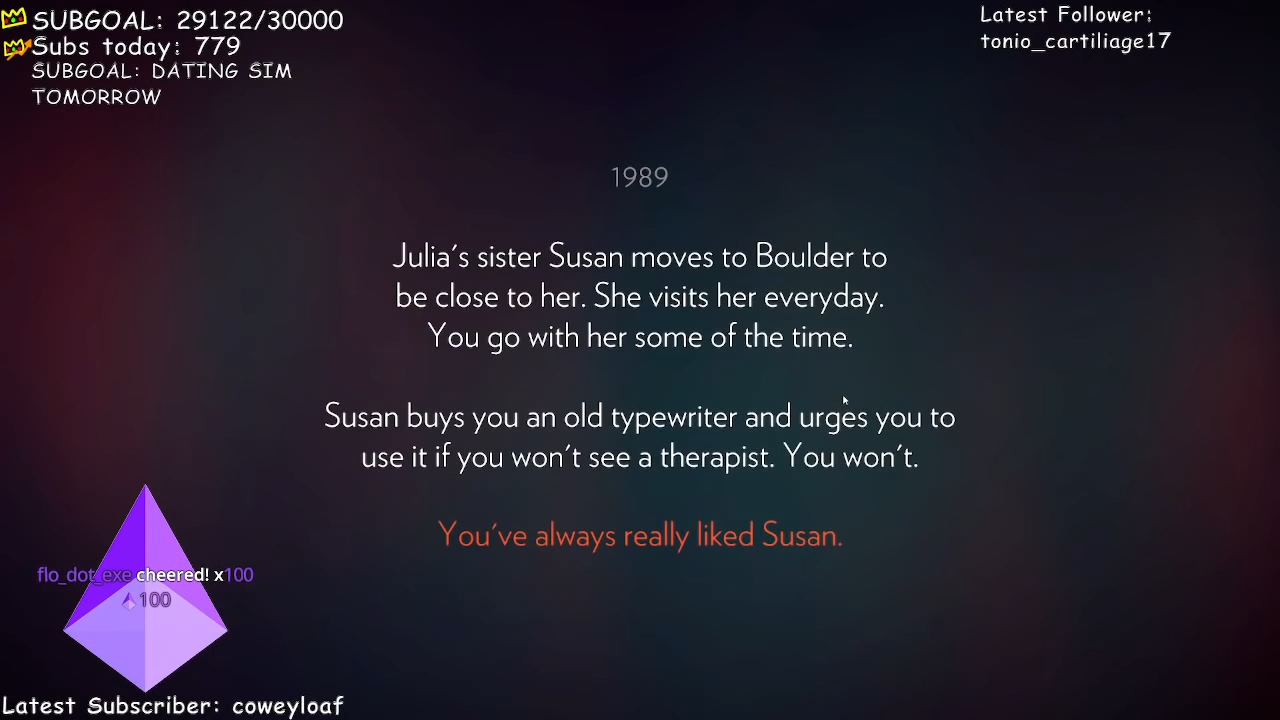 SUBGOAL: 29122/30000
Subs today: 779
SUBGOAL: DATING SIM
TOMORROW
Latest Follower:
tonio_cartiliage17
1989
Julia's sister Susan moves to Boulder to
be close to her. She visits her everyday.
You go with her some of the time.
Susan buys you an old typewriter and urges you to
use it if you won't see a therapist. You won't.
You've always really liked Susan.
flo_dot_exe cheered! x100
100
Latest Subscriber: coweyloaf